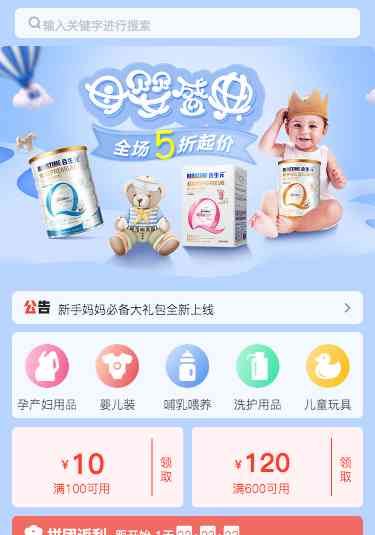 输入关键字进行搜索
母婴盛典
全场5折起价
BIOSTIME 合生元
公告 新手妈妈必备大礼包全新上线
孕产妇用品 婴儿装 哺乳喂养 洗护用品 儿童玩具
¥10 领取
满100可用
¥120 领取
满600可用
拼团返利